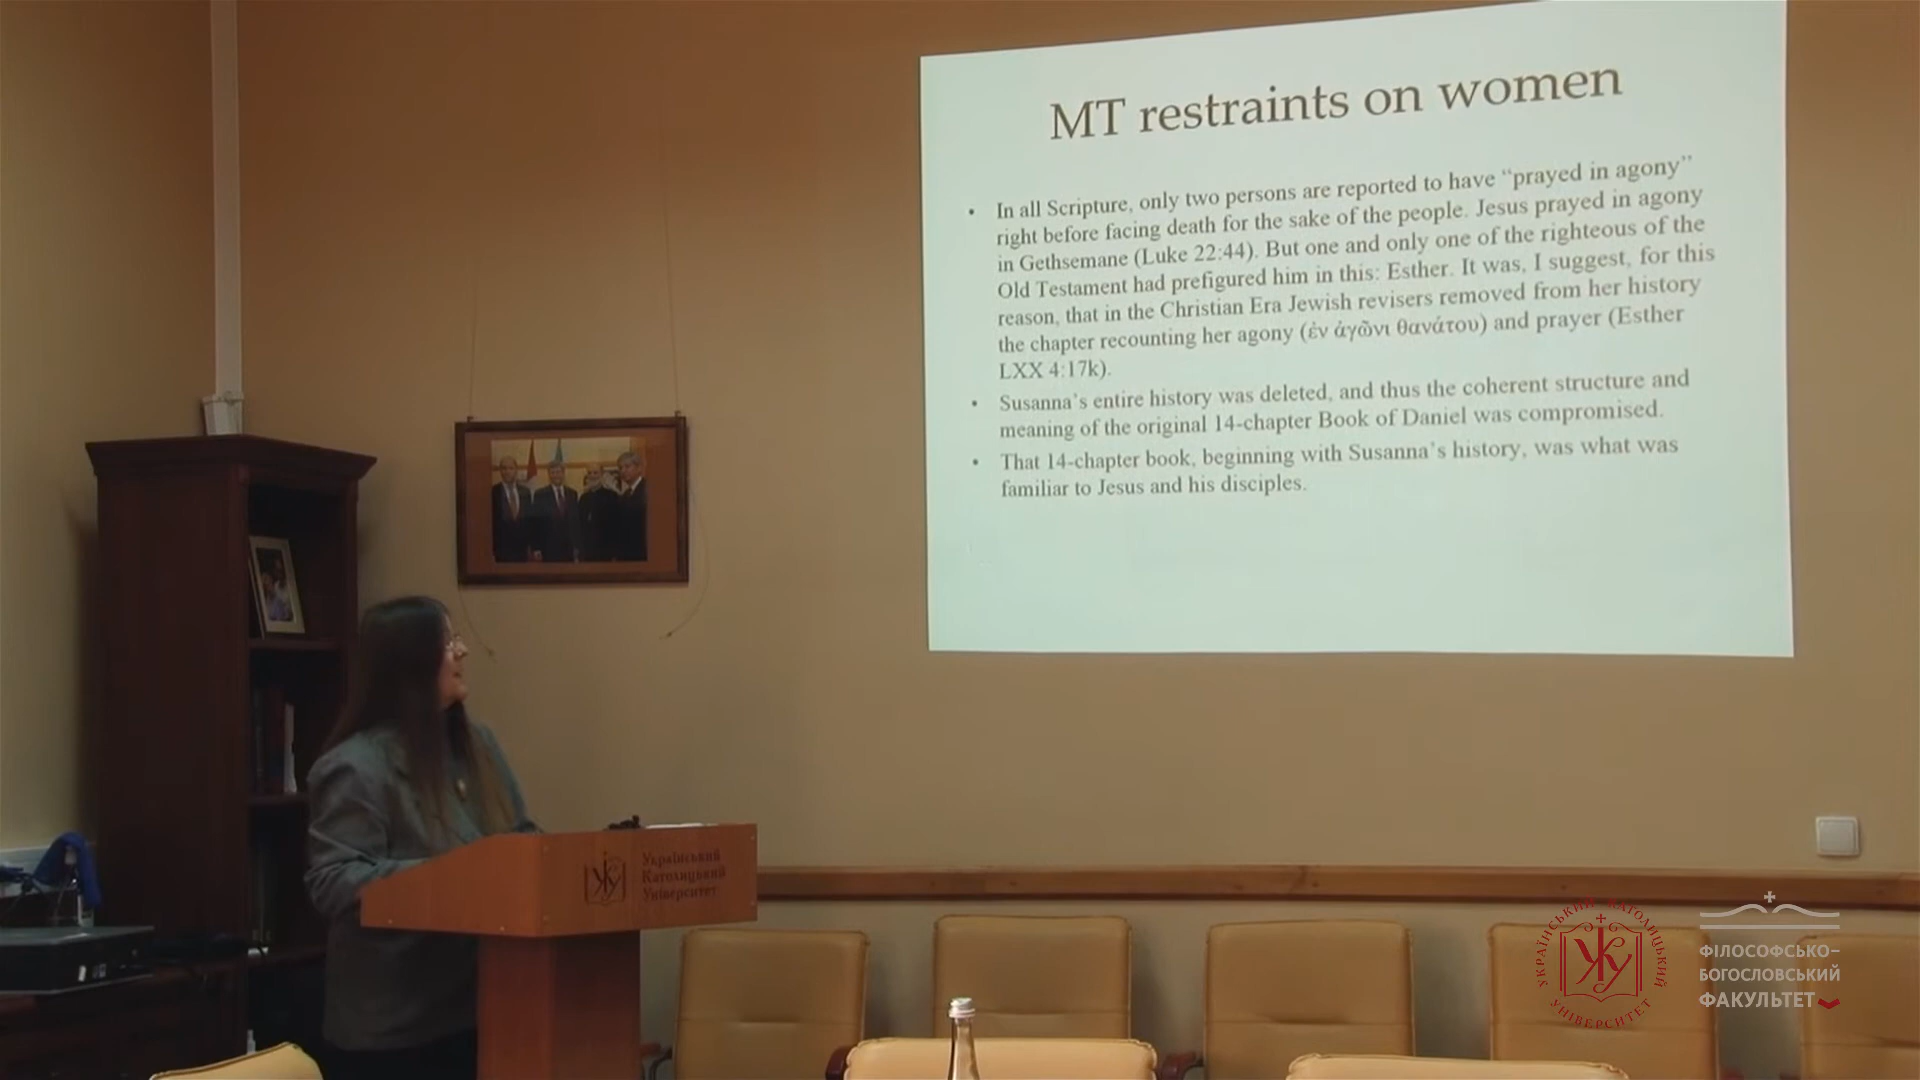 MT restraints on women
• In all Scripture, only two persons are reported to have “prayed in agony”
right before facing death for the sake of the people. Jesus prayed in agony
in Gethsemane (Luke 22:44). But one and only one of the righteous of the
Old Testament had prefigured him in this: Esther. It was, I suggest, for this
reason, that in the Christian Era Jewish revisers removed from her history
the chapter recounting her agony (ἐν ἀγῶνι θανάτου) and prayer (Esther
LXX 4:17k).
• Susanna’s entire history was deleted, and thus the coherent structure and
meaning of the original 14-chapter Book of Daniel was compromised.
• That 14-chapter book, beginning with Susanna’s history, was what was
familiar to Jesus and his disciples.
Український
Католицький
Університет
УКРАЇНСЬКИЙ КАТОЛИЦЬКИЙ
УНІВЕРСИТЕТ
ФІЛОСОФСЬКО-
БОГОСЛОВСЬКИЙ
ФАКУЛЬТЕТ